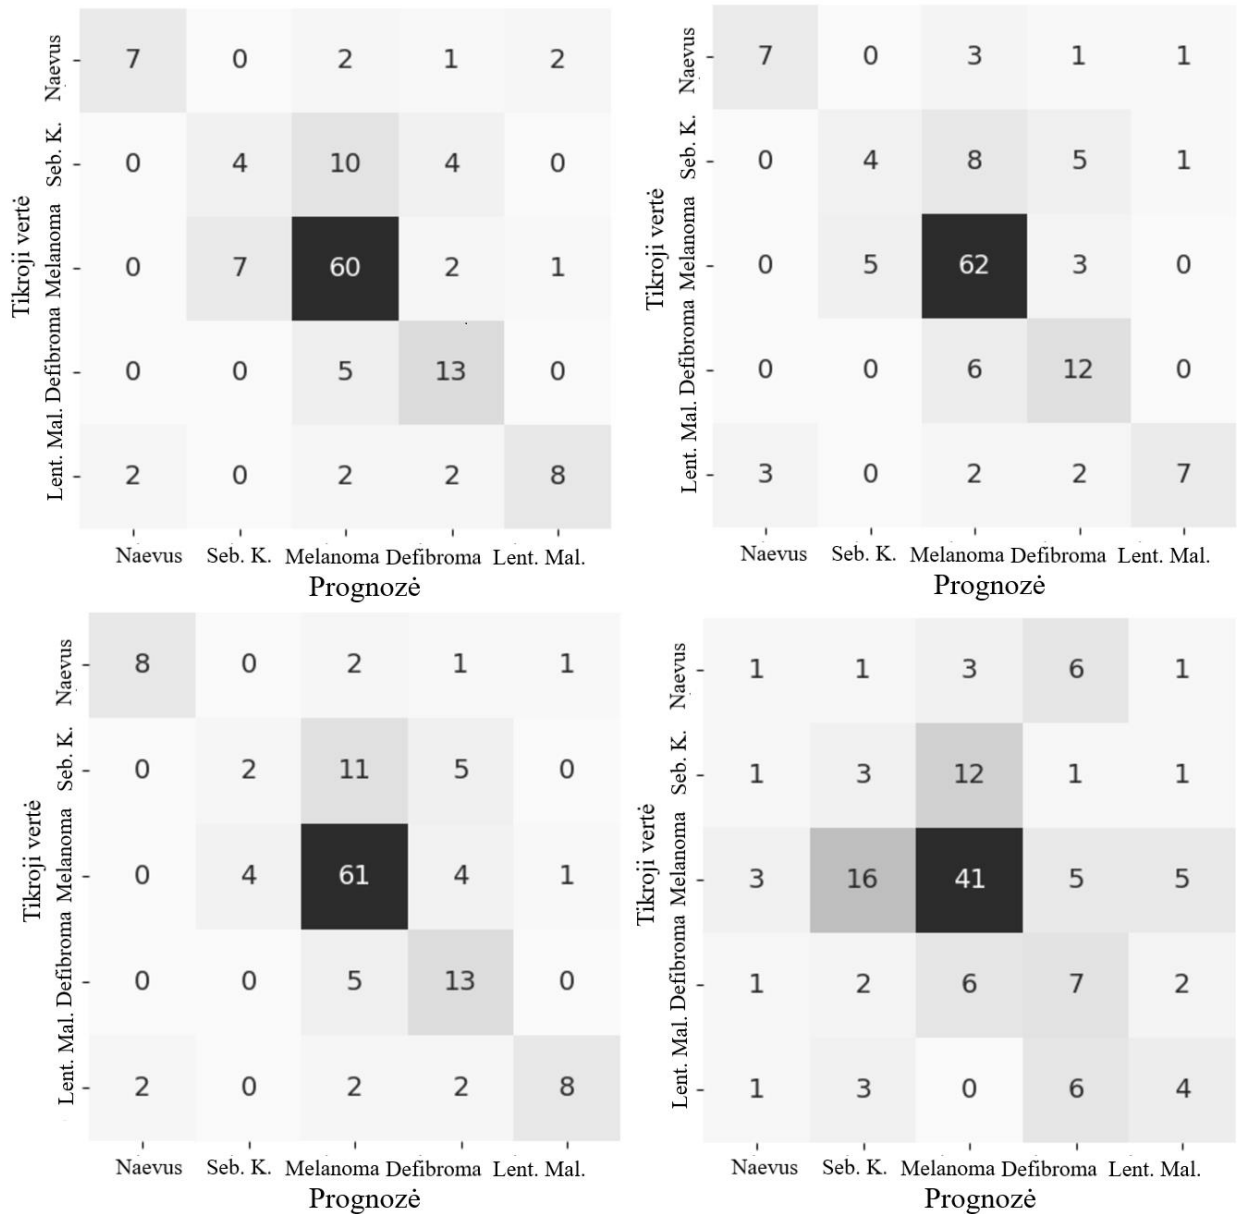 Tikroji vertė
Naevus
Seb. K.
Melanoma
Defibroma
Lent. Mal.
7 0 2 1 2
0 4 10 4 0
0 7 60 2 1
0 0 5 13 0
2 0 2 2 8
Naevus Seb. K. Melanoma Defibroma Lent. Mal.
Prognozė
Tikroji vertė
Naevus
Seb. K.
Melanoma
Defibroma
Lent. Mal.
7 0 3 1 1
0 4 8 5 1
0 5 62 3 0
0 0 6 12 0
3 0 2 2 7
Naevus Seb. K. Melanoma Defibroma Lent. Mal.
Prognozė
Tikroji vertė
Naevus
Seb. K.
Melanoma
Defibroma
Lent. Mal.
8 0 2 1 1
0 2 11 5 0
0 4 61 4 1
0 0 5 13 0
2 0 2 2 8
Naevus Seb. K. Melanoma Defibroma Lent. Mal.
Prognozė
Tikroji vertė
Naevus
Seb. K.
Melanoma
Defibroma
Lent. Mal.
1 1 3 6 1
1 3 12 1 1
3 16 41 5 5
1 2 6 7 2
1 3 0 6 4
Naevus Seb. K. Melanoma Defibroma Lent. Mal.
Prognozė